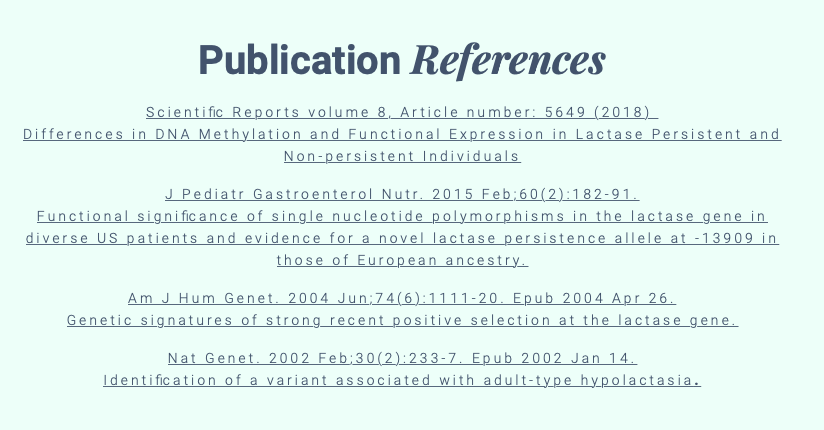 Publication References
Scientific Reports volume 8, Article number: 5649 (2018)
Differences in DNA Methylation and Functional Expression in Lactase Persistent and
Non-persistent Individuals
J Pediatr Gastroenterol Nutr. 2015 Feb;60(2):182-91.
Functional significance of single nucleotide polymorphisms in the lactase gene in
diverse US patients and evidence for a novel lactase persistence allele at -13909 in
those of European ancestry.
Am J Hum Genet. 2004 Jun;74(6):1111-20. Epub 2004 Apr 26.
Genetic signatures of strong recent positive selection at the lactase gene.
Nat Genet. 2002 Feb;30(2):233-7. Epub 2002 Jan 14.
Identification of a variant associated with adult-type hypolactasia.